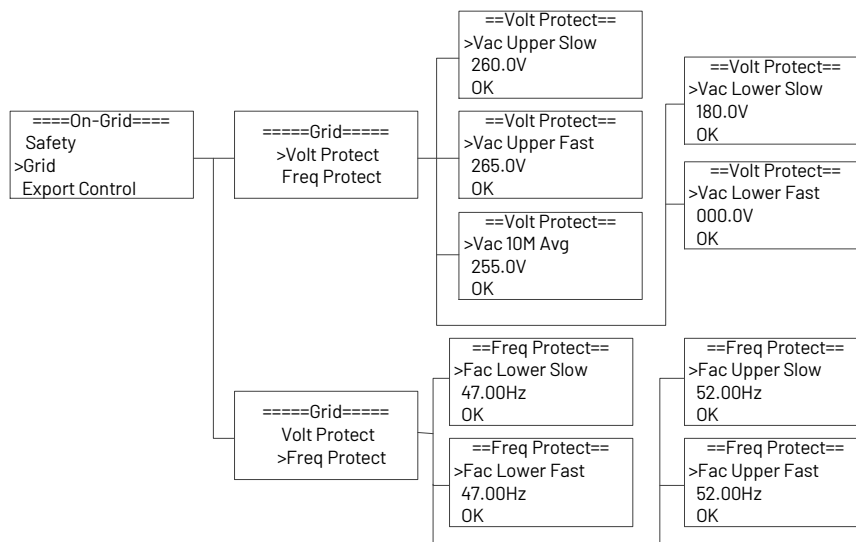 ====On-Grid====
Safety
>Grid
Export Control
=====Grid=====
>Volt Protect
Freq Protect
==Volt Protect==
>Vac Upper Slow
260.0V
OK
==Volt Protect==
>Vac Upper Fast
265.0V
OK
==Volt Protect==
>Vac 10M Avg
255.0V
OK
==Volt Protect==
>Vac Lower Slow
180.0V
OK
==Volt Protect==
>Vac Lower Fast
000.0V
OK
=====Grid=====
Volt Protect
>Freq Protect
==Freq Protect==
>Fac Lower Slow
47.00Hz
OK
==Freq Protect==
>Fac Lower Fast
47.00Hz
OK
==Freq Protect==
>Fac Upper Slow
52.00Hz
OK
==Freq Protect==
>Fac Upper Fast
52.00Hz
OK